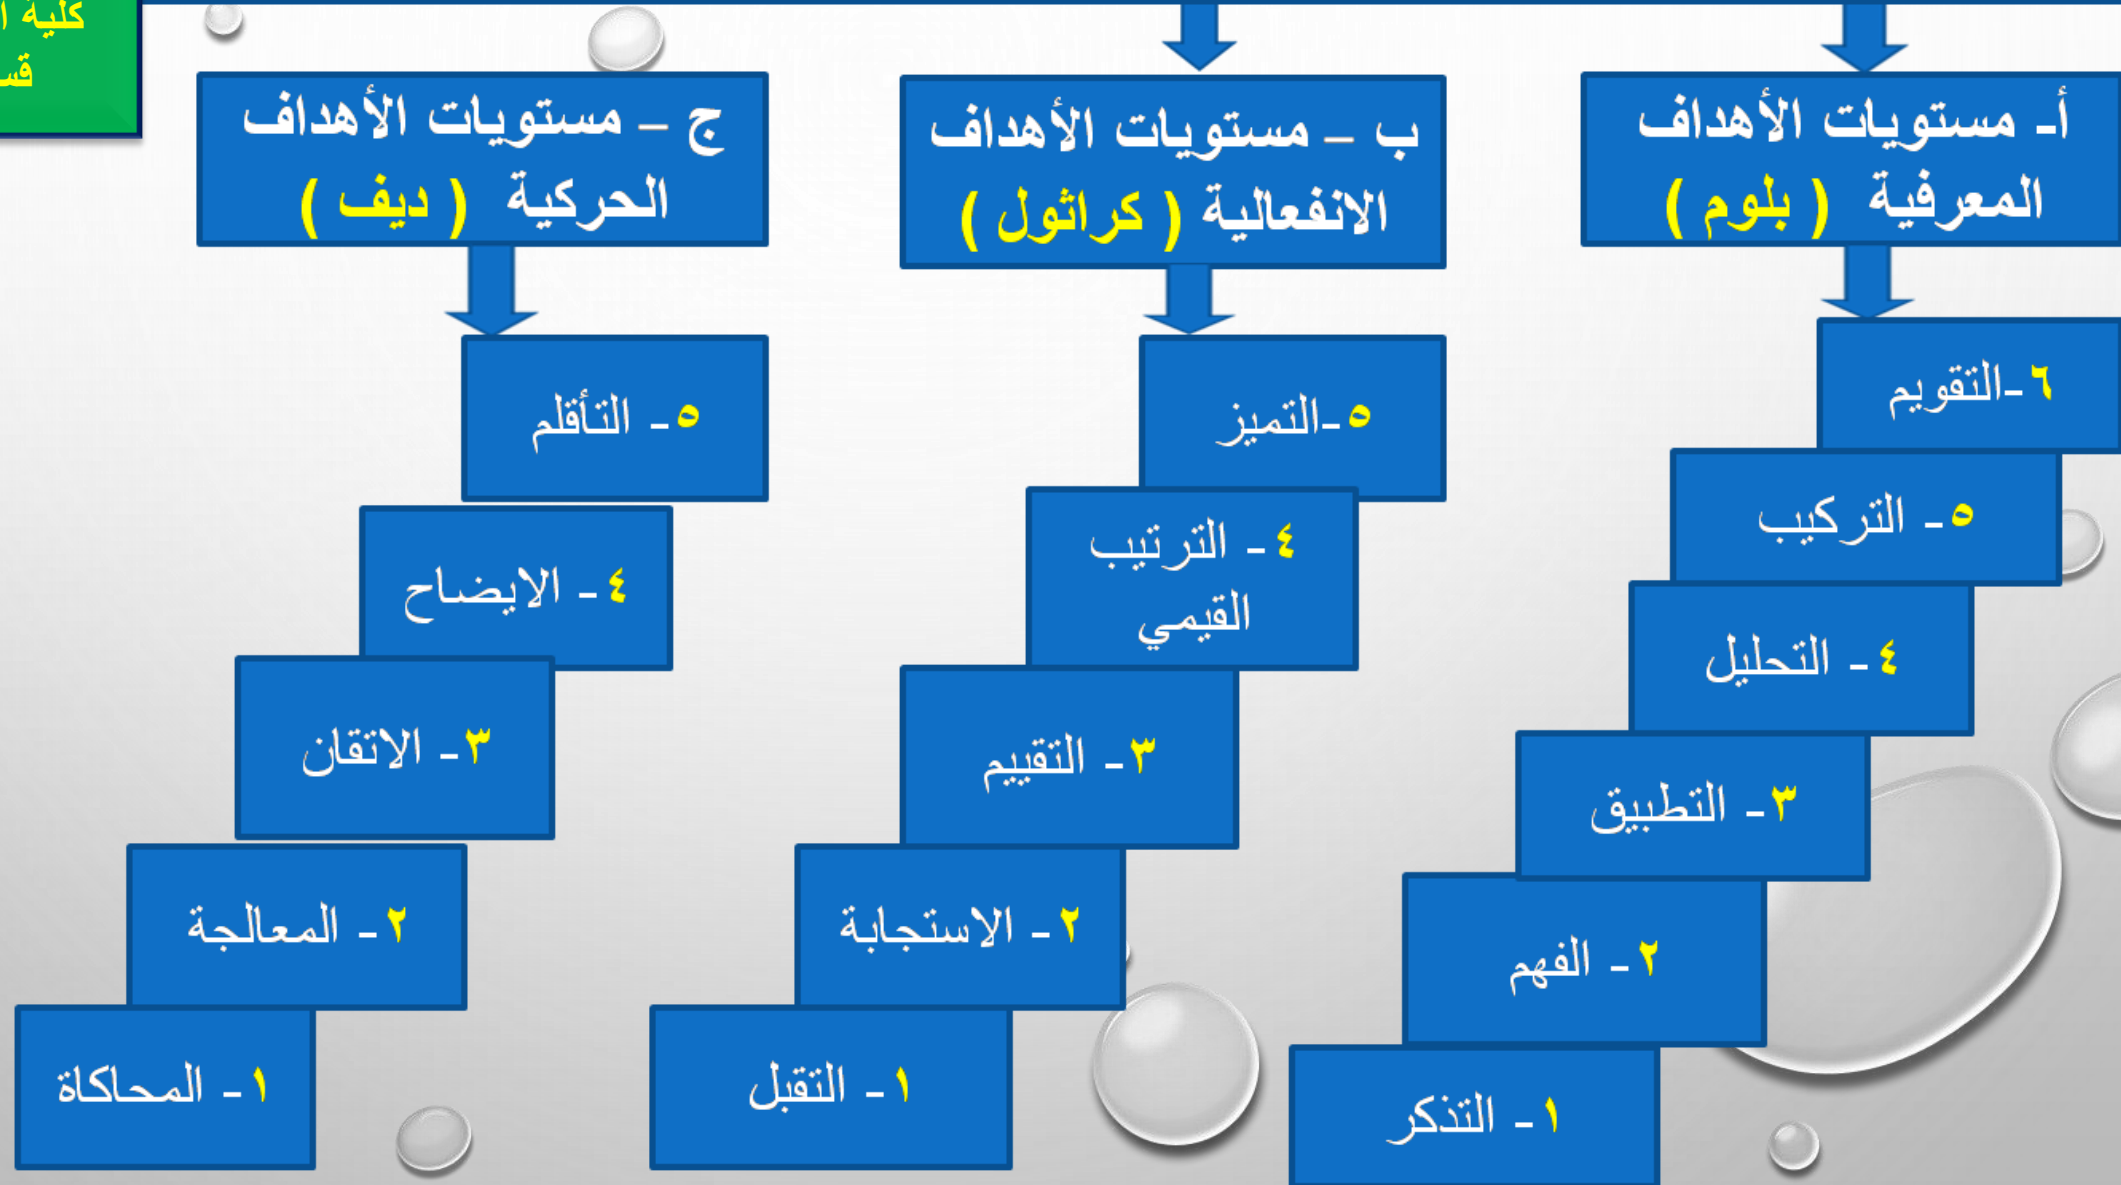 كلية
أ- مستويات الأهداف
المعرفية ( بلوم )
٦-التقويم
٥- التركيب
٤- التحليل
٣- التطبيق
٢- الفهم
١- التذكر
ب – مستويات الأهداف
الانفعالية ( كراثول )
٥-التميز
٤- الترتيب
القيمي
٣- التقييم
٢- الاستجابة
١- التقبل
ج – مستويات الأهداف
الحركية ( ديف )
٥- التأقلم
٤- الايضاح
٣- الاتقان
٢- المعالجة
١- المحاكاة